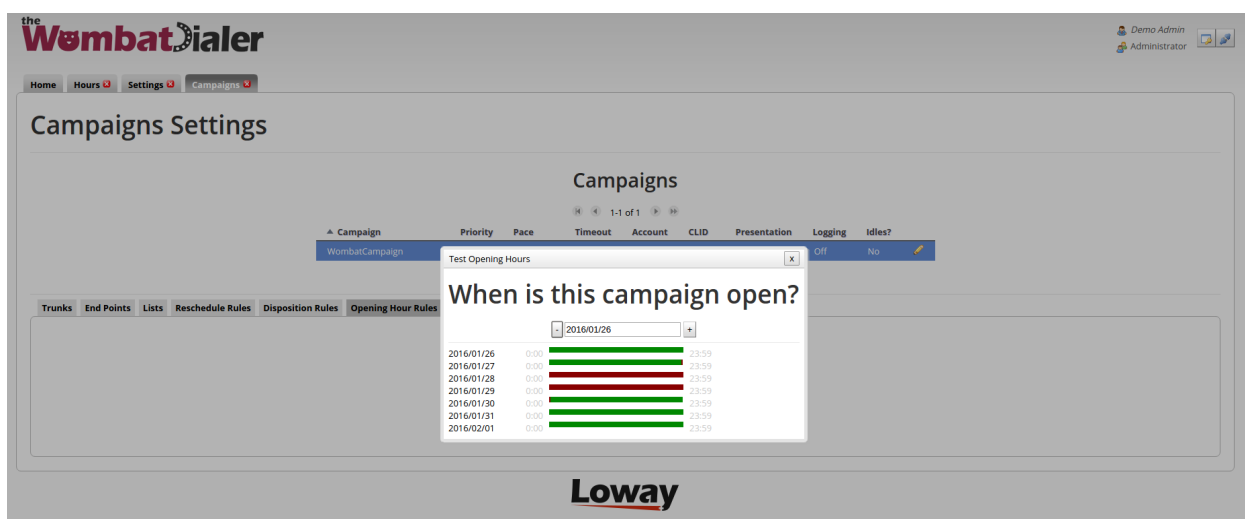 the
WombatDialer
Demo Admin
Administrator
Home Hours Settings Campaigns
Campaigns Settings
Campaigns
1-1 of 1
Campaign Priority Pace Timeout Account CLID Presentation Logging Idles?
WombatCampaign Off No
Test Opening Hours x
When is this campaign open?
- 2016/01/26 +
Trunks End Points Lists Reschedule Rules Disposition Rules Opening Hour Rules
2016/01/26 0:00 23:59
2016/01/27 0:00 23:59
2016/01/28 0:00 23:59
2016/01/29 0:00 23:59
2016/01/30 0:00 23:59
2016/01/31 0:00 23:59
2016/02/01 0:00 23:59
Loway